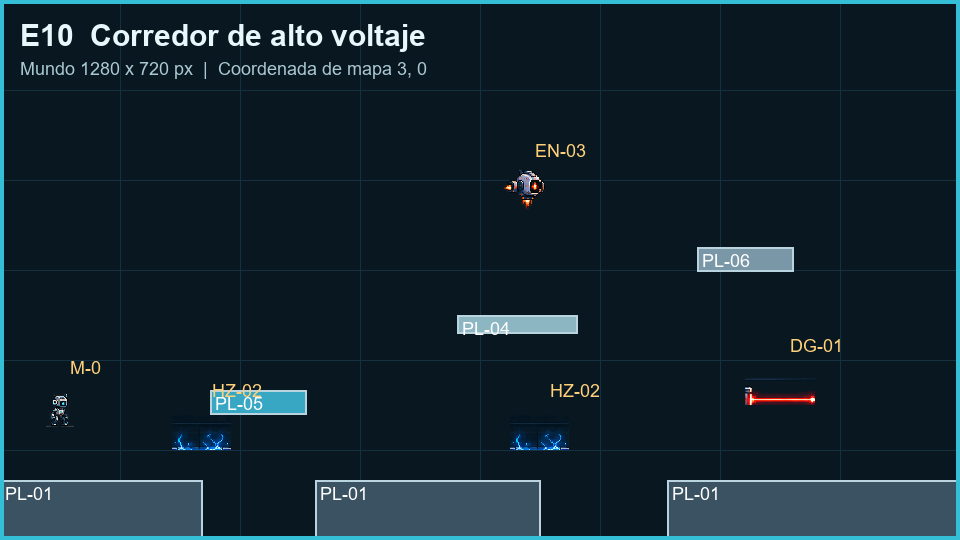 E10  Corredor de alto voltaje
Mundo 1280 x 720 px  |  Coordenada de mapa 3, 0
EN-03
PL-06
PL-04
DG-01
M-0
HZ-02
HZ-02
PL-05
PL-01
PL-01
PL-01